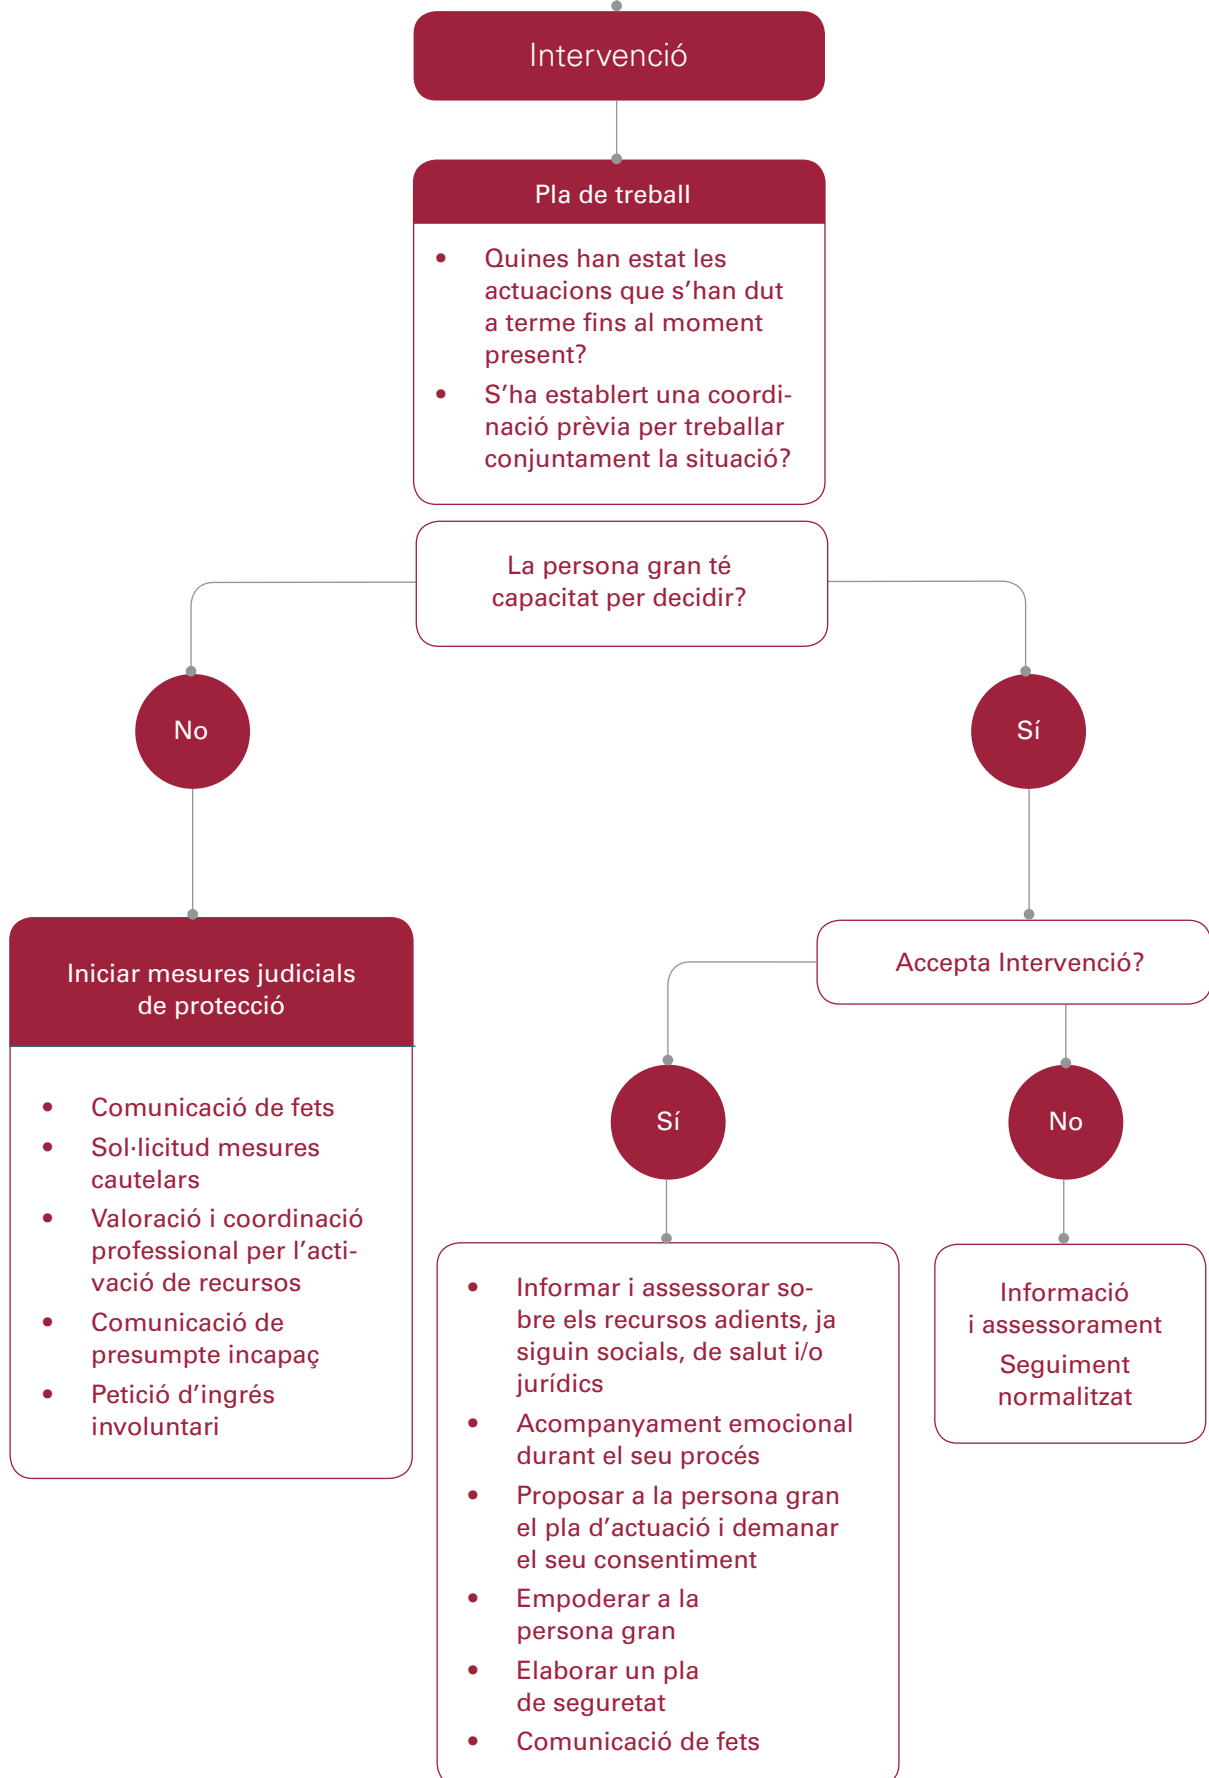 Intervenció
Pla de treball
• Quines han estat les
actuacions que s'han dut
a terme fins al moment
present?
• S'ha establert una coordi-
nació prèvia per treballar
conjuntament la situació?
La persona gran té
capacitat per decidir?
No
Sí
Iniciar mesures judicials
de protecció
• Comunicació de fets
• Sol·licitud mesures
cautelars
• Valoració i coordinació
professional per l'acti-
vació de recursos
• Comunicació de
presumpte incapaç
• Petició d'ingrés
involuntari
Accepta Intervenció?
Sí
No
• Informar i assessorar so-
bre els recursos adients, ja
siguin socials, de salut i/o
jurídics
• Acompanyament emocional
durant el seu procés
• Proposar a la persona gran
el pla d'actuació i demanar
el seu consentiment
• Empoderar a la
persona gran
• Elaborar un pla
de seguretat
• Comunicació de fets
Informació
i assessorament
Seguiment
normalitzat